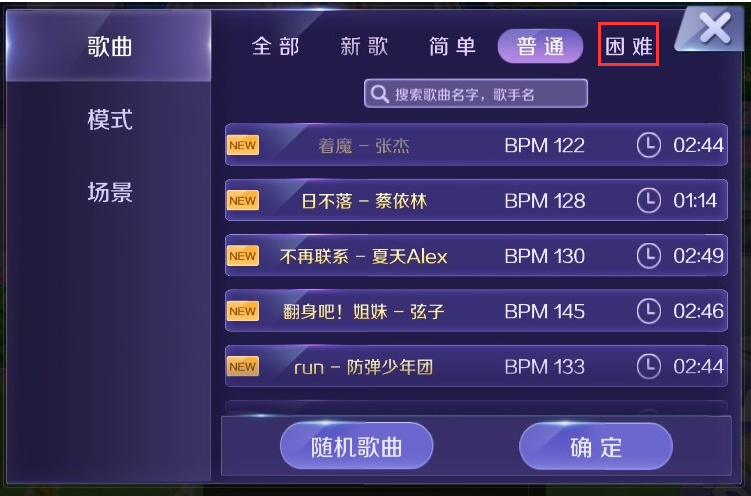 歌曲
模式
场景
全部 新歌 简单 普通 困难
搜索歌曲名字，歌手名
NEW 着魔 - 张杰 BPM 122 02:44
NEW 日不落 - 蔡依林 BPM 128 01:14
NEW 不再联系 - 夏天Alex BPM 130 02:49
NEW 翻身吧！姐妹 - 弦子 BPM 145 02:46
NEW run - 防弹少年团 BPM 133 02:44
随机歌曲 确定